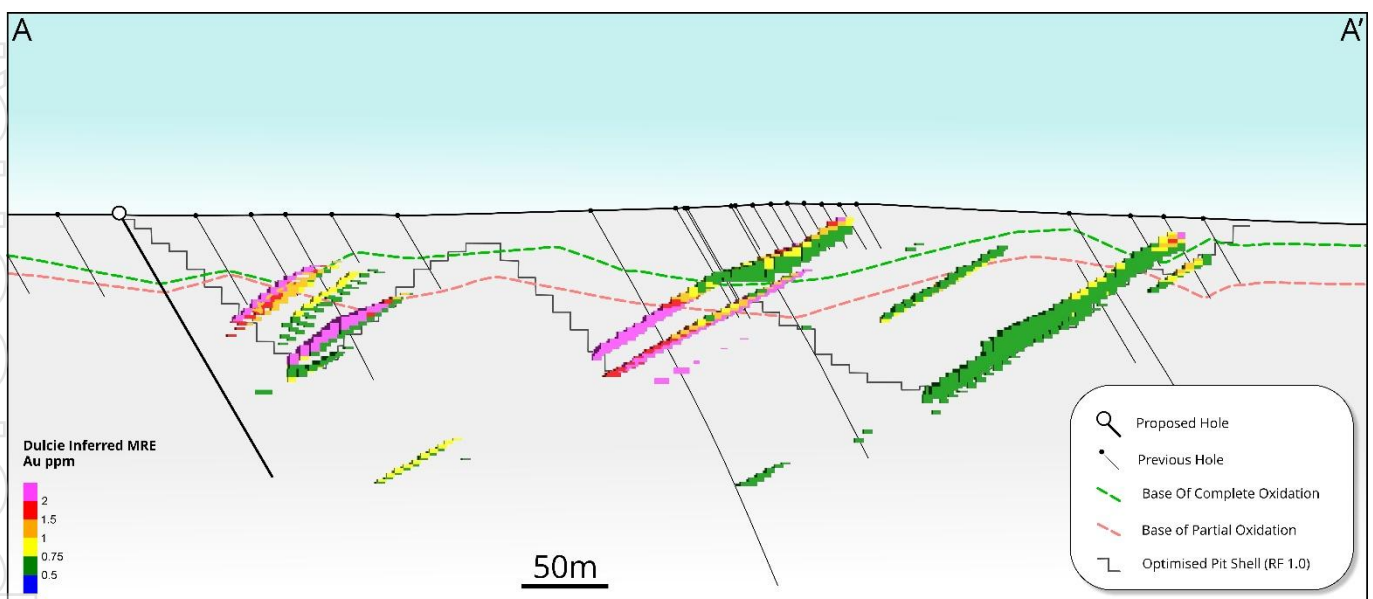 A
A'
Dulcie Inferred MRE
Au ppm
2
1.5
1
0.75
0.5
50m
Proposed Hole
Previous Hole
Base Of Complete Oxidation
Base of Partial Oxidation
Optimised Pit Shell (RF 1.0)